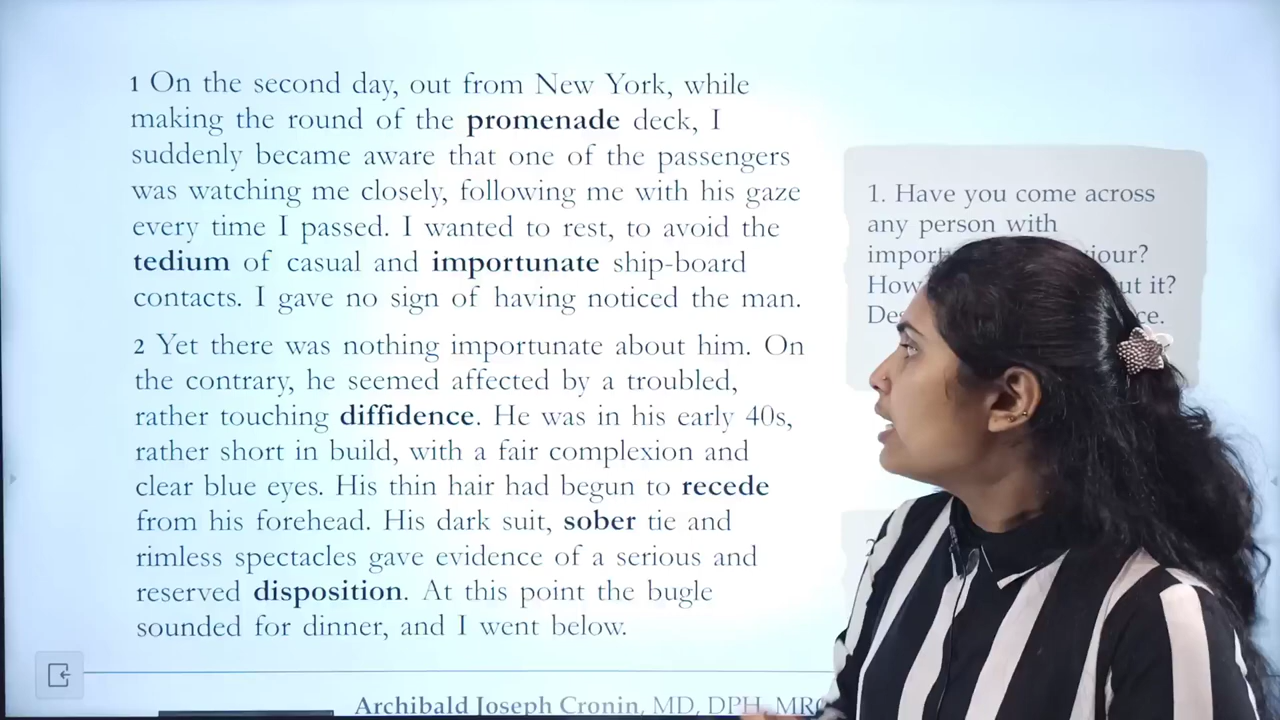 1 On the second day, out from New York, while
making the round of the promenade deck, I
suddenly became aware that one of the passengers
was watching me closely, following me with his gaze
every time I passed. I wanted to rest, to avoid the
tedium of casual and importunate ship-board
contacts. I gave no sign of having noticed the man.
2 Yet there was nothing importunate about him. On
the contrary, he seemed affected by a troubled,
rather touching diffidence. He was in his early 40s,
rather short in build, with a fair complexion and
clear blue eyes. His thin hair had begun to recede
from his forehead. His dark suit, sober tie and
rimless spectacles gave evidence of a serious and
reserved disposition. At this point the bugle
sounded for dinner, and I went below.
Archibald Joseph Cronin, MD, DPH,
1. Have you come across
any person with
it?